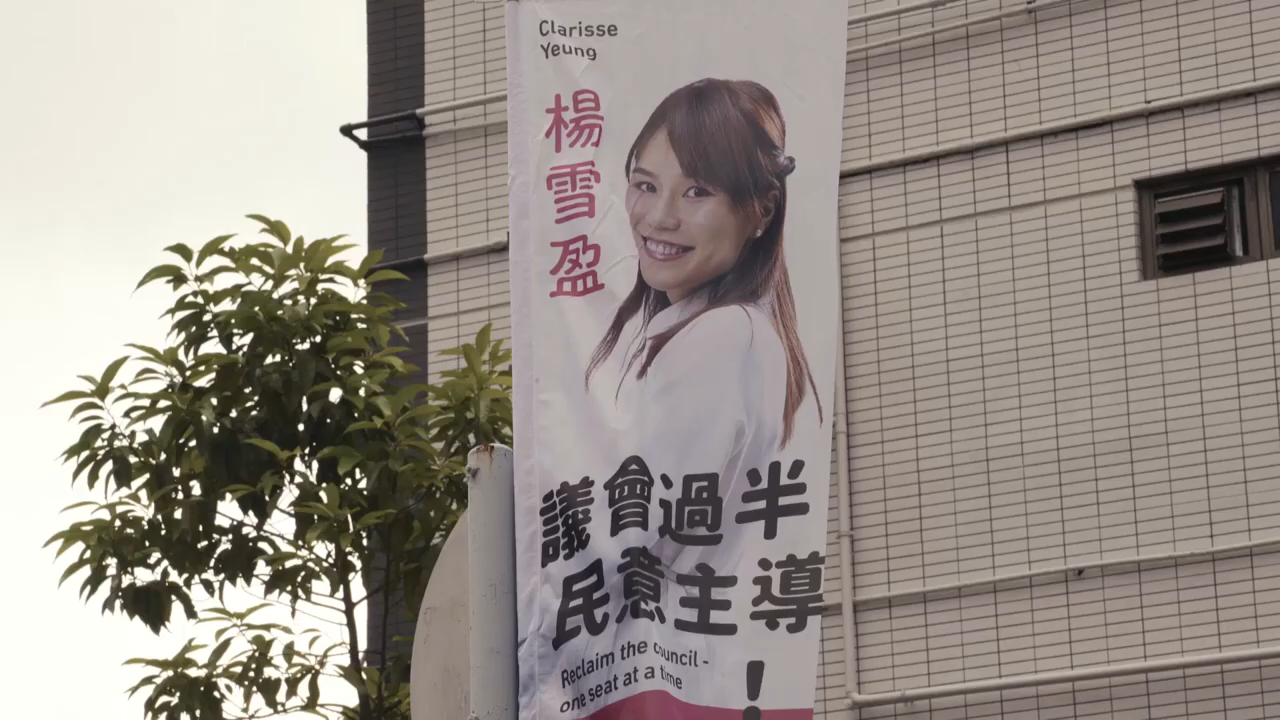 Clarisse
Yeung
楊雪盈
議會過半
民意主導
!
Reclaim the council -
one seat at a time